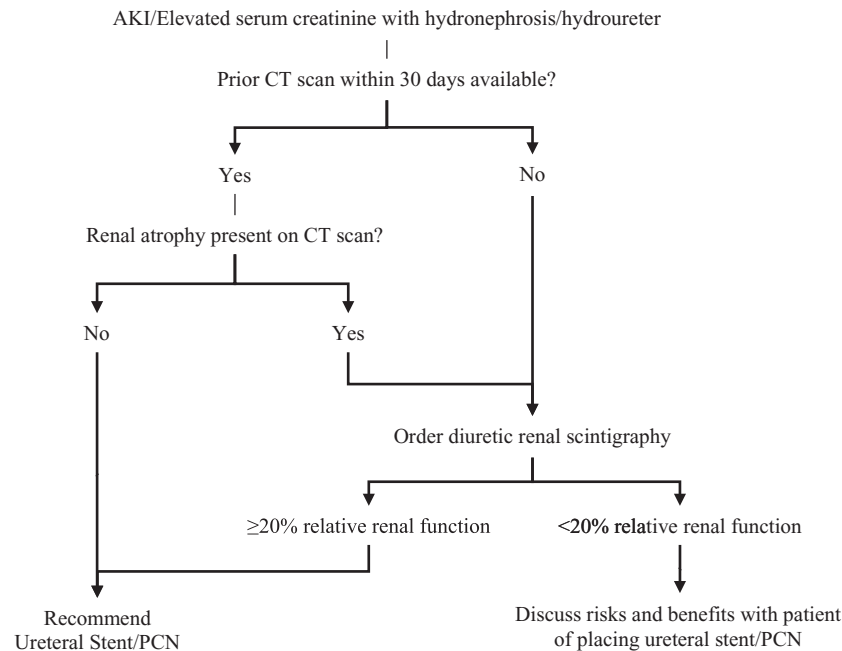 AKI/Elevated serum creatinine with hydronephrosis/hydroureter
Prior CT scan within 30 days available?
Yes
No
Renal atrophy present on CT scan?
No
Yes
Order diuretic renal scintigraphy
≥20% relative renal function
<20% relative renal function
Recommend
Ureteral Stent/PCN
Discuss risks and benefits with patient
of placing ureteral stent/PCN